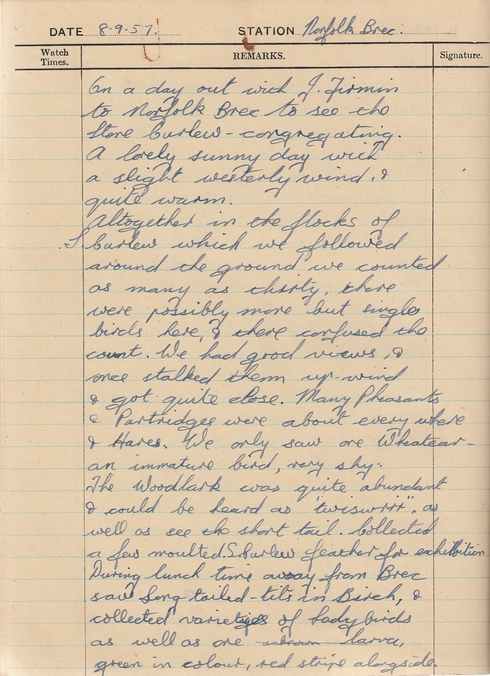 DATE 8-9-57. STATION Norfolk Brec.
Watch Times. REMARKS. Signature.
On a day out with J. Firmin
to Norfolk Brec to see the
Stone Curlew - congregating.
A lovely sunny day with
a slight westerly wind, &
quite warm.
Altogether in the flocks of
S. Curlew which we followed
around the ground we counted
as many as thirty, there
were possibly more but single
birds here, & there confused the
count. We had good views, &
once stalked them up-wind
& got quite close. Many Pheasants
& Partridges were about every where
& Hares. We only saw one Wheatear -
an immature bird, very shy.
The Woodlark was quite abundant
& could be heard as "twiswirr", as
well as see the short tail. Collected
a few moulted S. Curlew feather for exhibition.
During lunch time away from Brec
saw Long tailed-tits in Birch, &
collected varieties of Ladybirds
as well as one unknown larva,
green in colour, red stripe alongside.